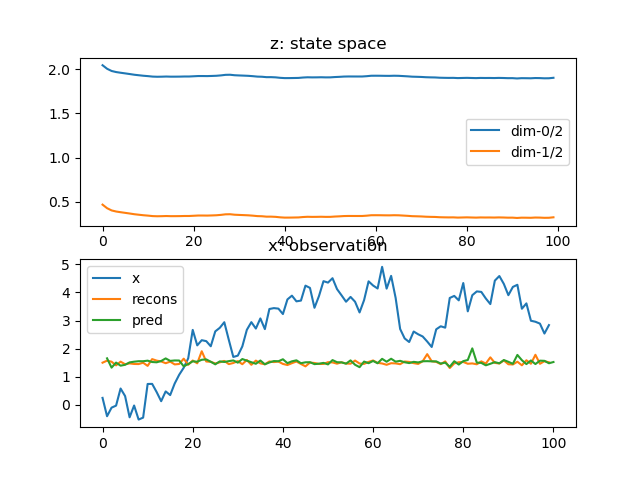 z: state space
2.0
1.5
1.0
0.5
dim-0/2
dim-1/2
0 20 40 60 80 100
x: observation
5
4
3
2
1
0
x
recons
pred
0 20 40 60 80 100